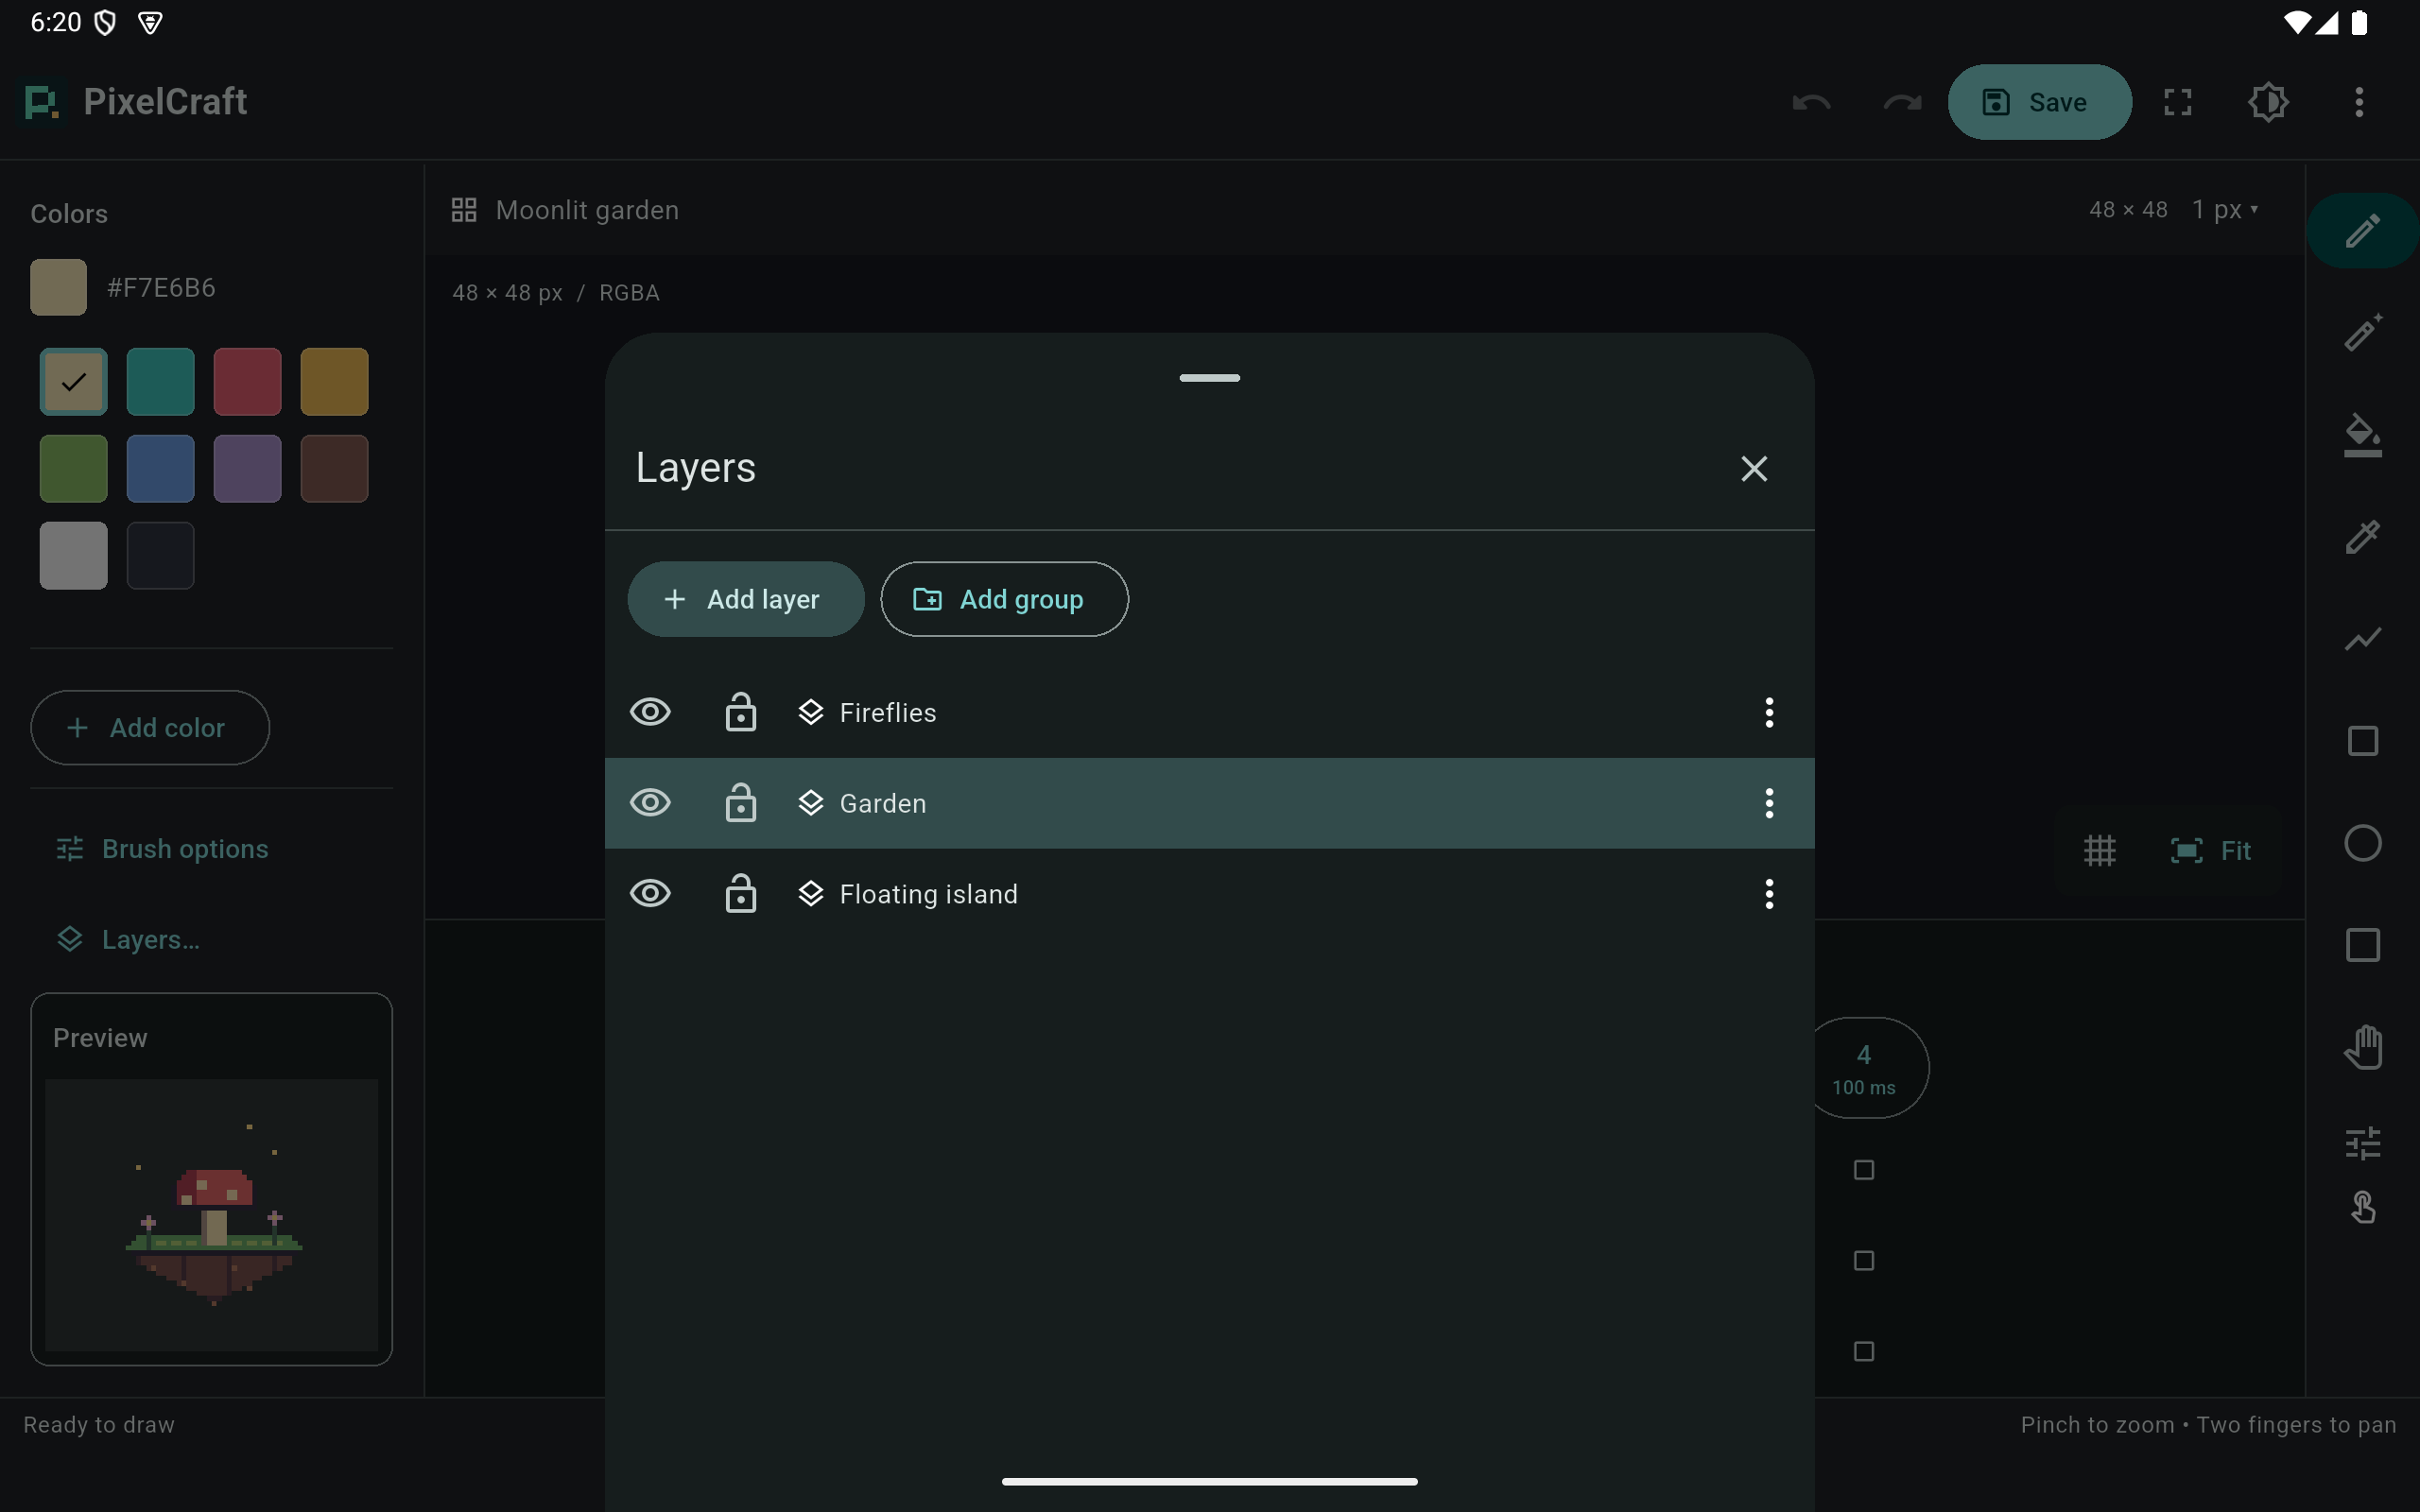 6:20
PixelCraft
Save
Colors
#F7E6B6
Moonlit garden
48 × 48
1 px ▾
48 × 48 px / RGBA
Layers
Add layer
Add group
Fireflies
Garden
Floating island
Add color
Brush options
Layers…
Fit
Preview
4
100 ms
Ready to draw
Pinch to zoom • Two fingers to pan